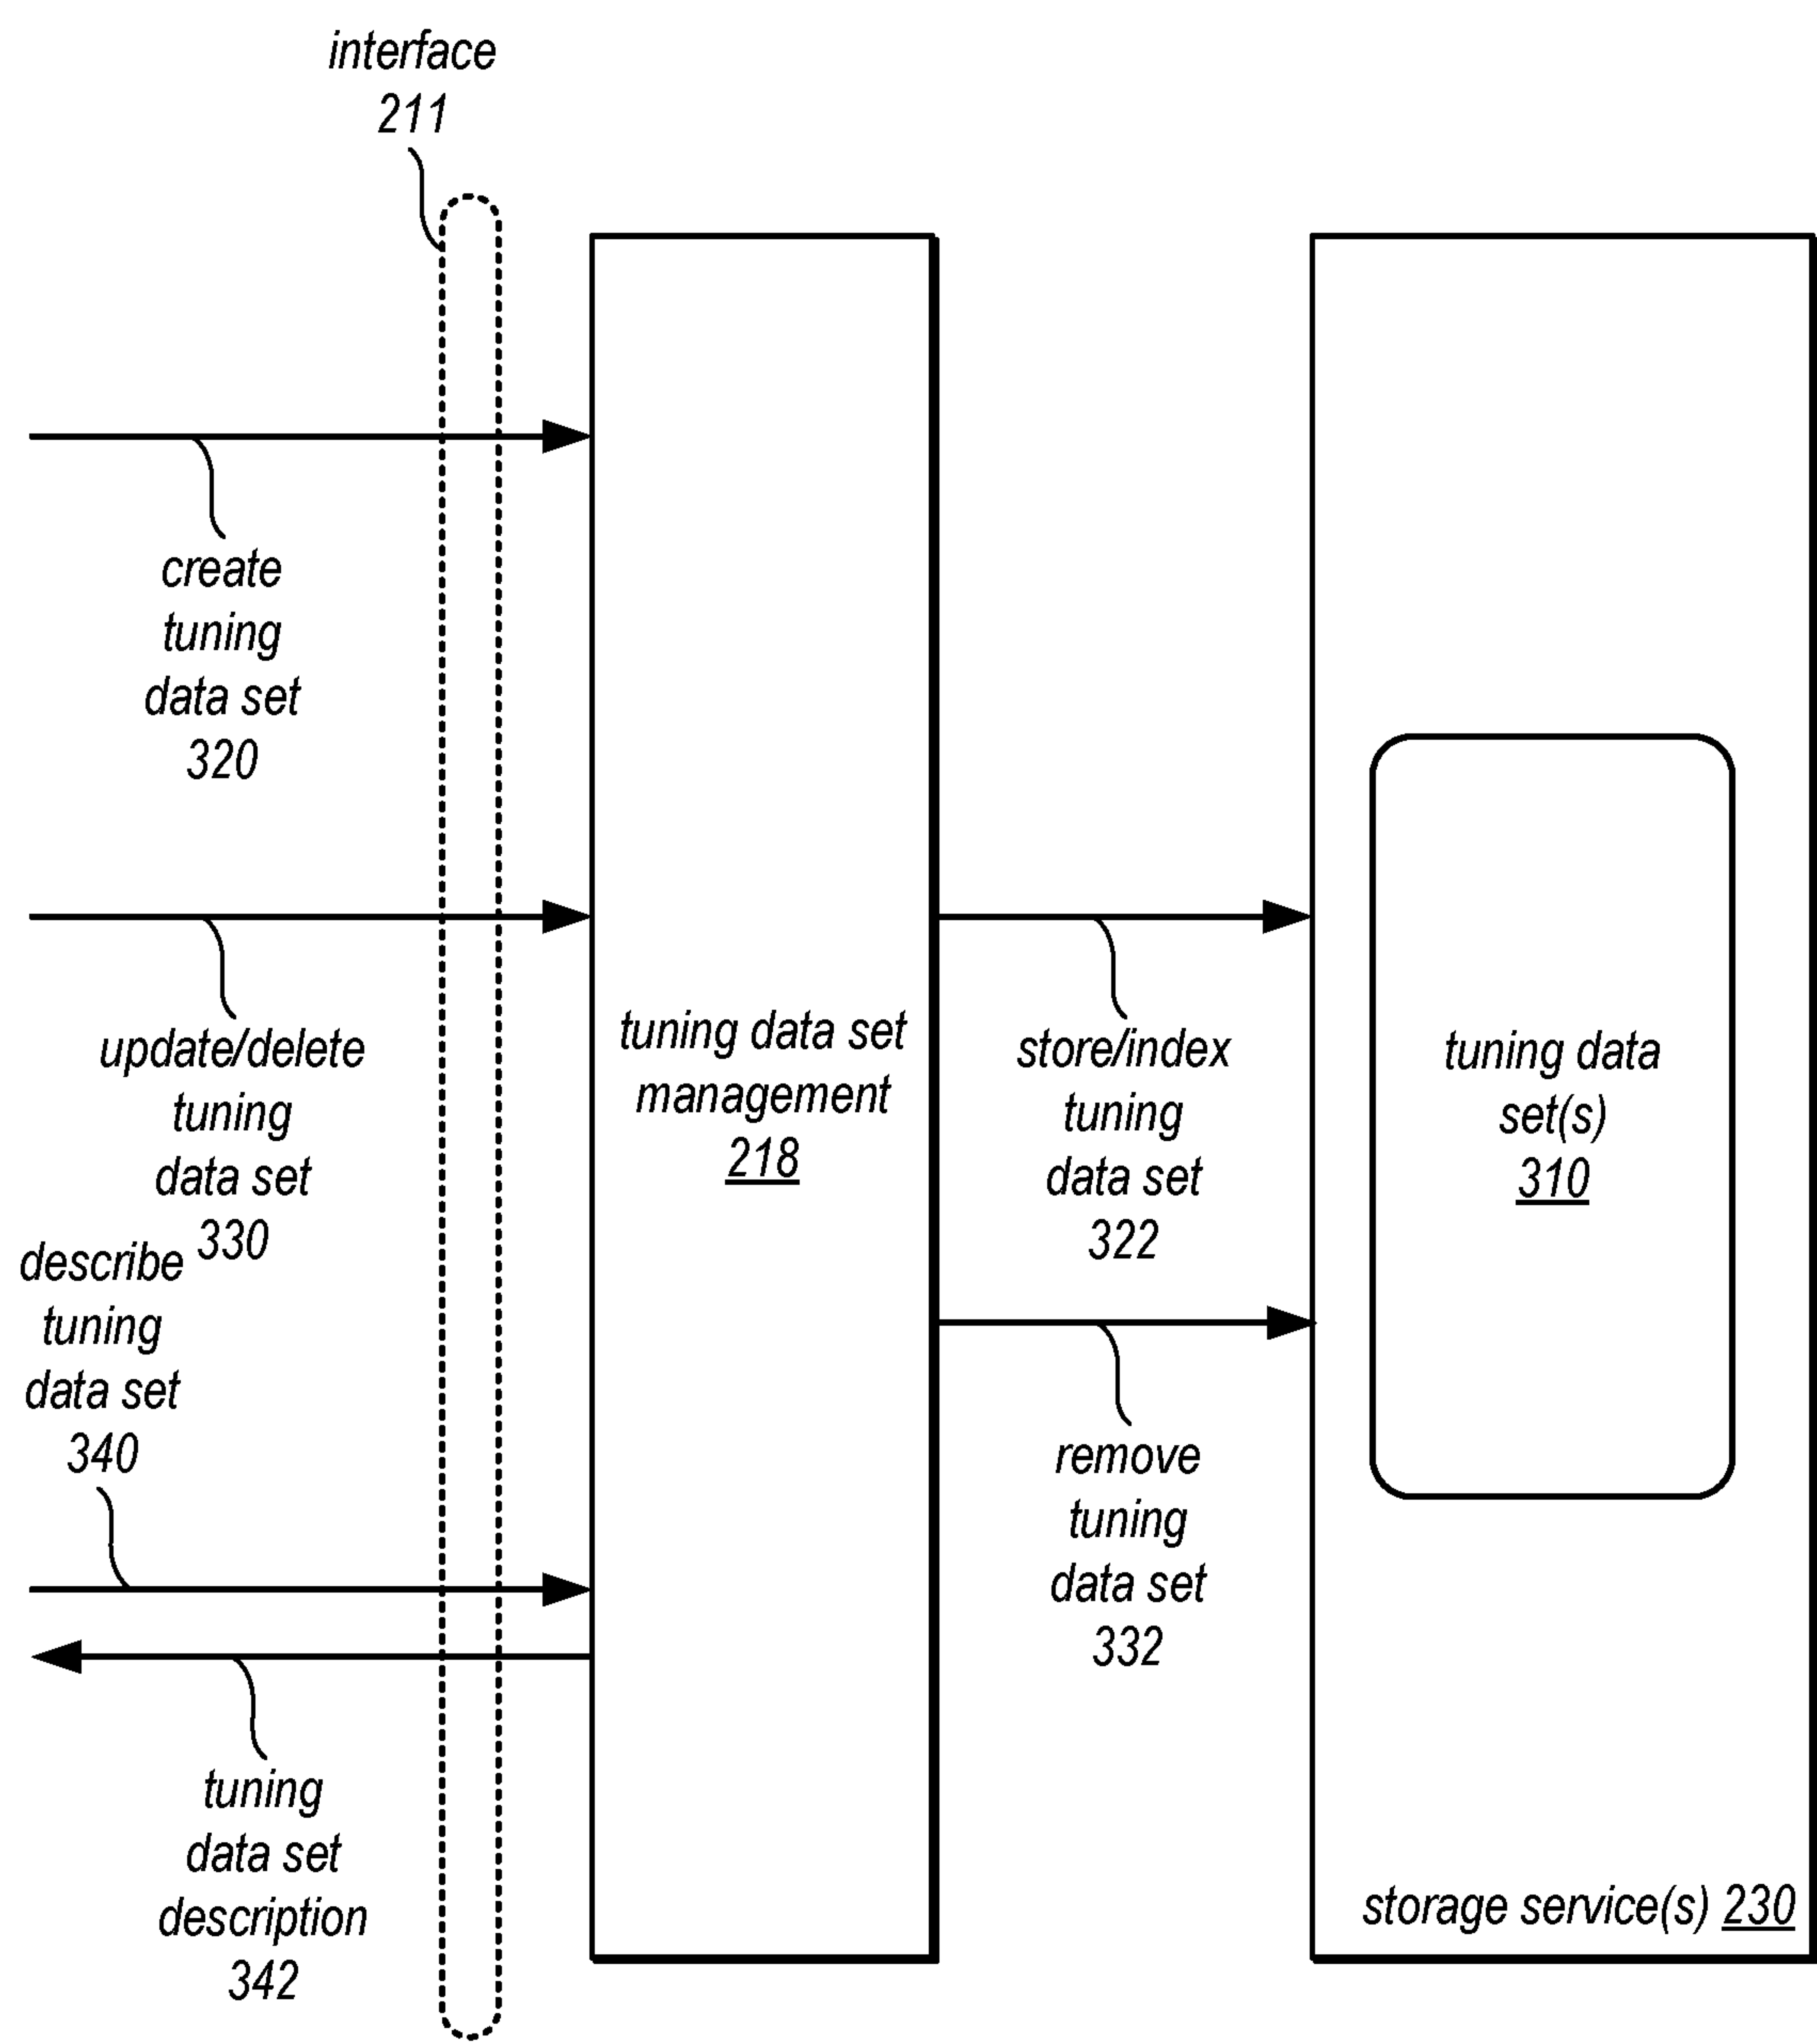 interface
211
create
tuning
data set
320
update/delete
tuning
data set
330
describe
tuning
data set
340
tuning
data set
description
342
tuning data set
management
218
store/index
tuning
data set
322
remove
tuning
data set
332
tuning data
set(s)
310
storage service(s) 230